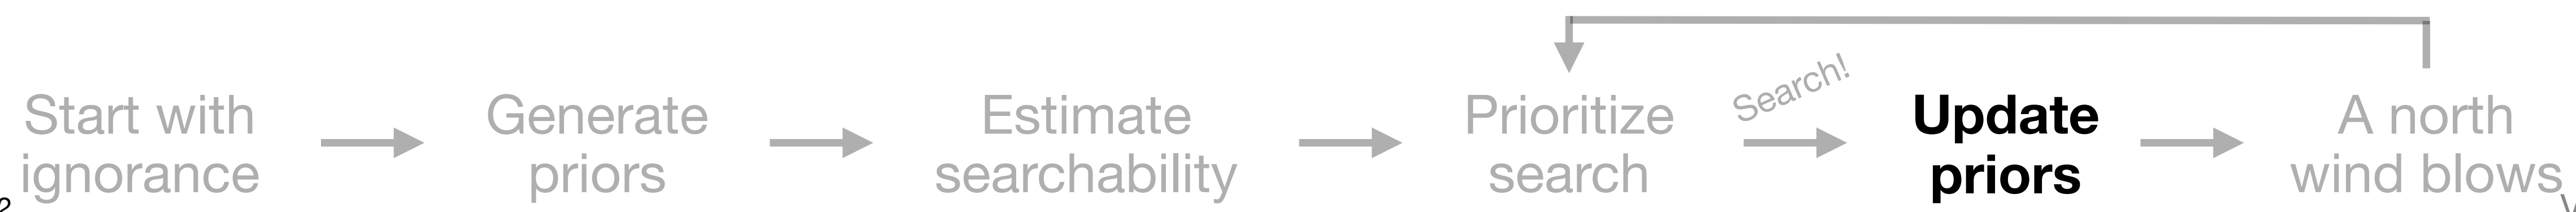 Start with
ignorance
Generate
priors
Estimate
searchability
Prioritize
search
Search!
Update
priors
A north
wind blows